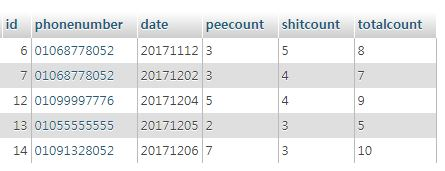 id phonenumber date peecount shitcount totalcount
6 01068778052 20171112 3 5 8
7 01068778052 20171202 3 4 7
12 01099997776 20171204 5 4 9
13 01055555555 20171205 2 3 5
14 01091328052 20171206 7 3 10